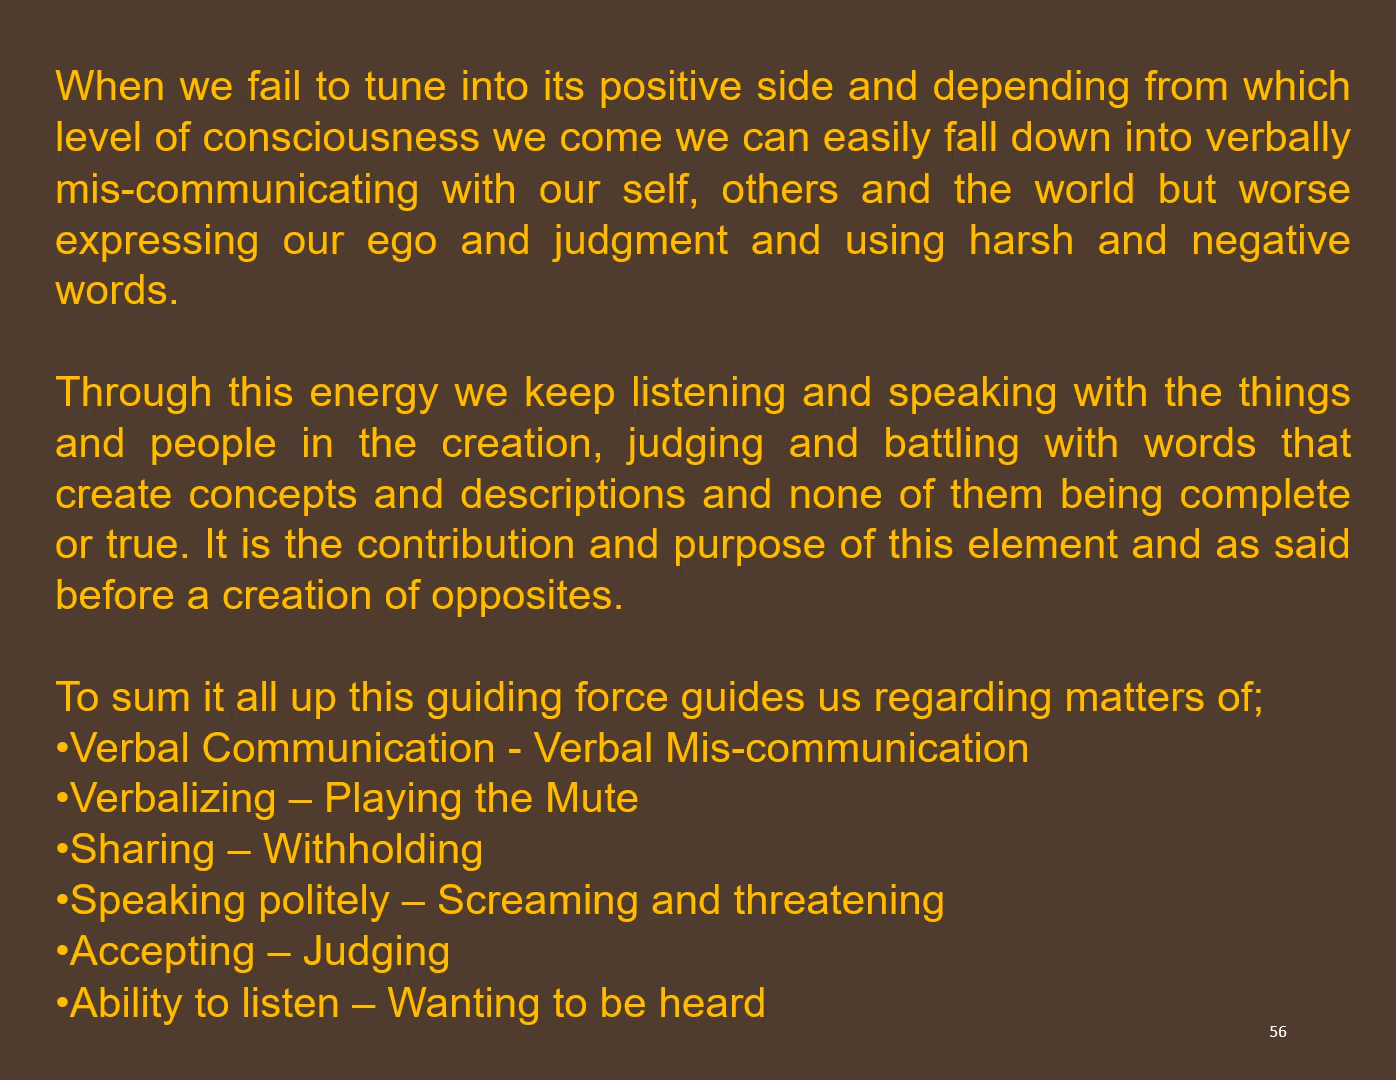 When we fail to tune into its positive side and depending from which
level of consciousness we come we can easily fall down into verbally
mis-communicating with our self, others and the world but worse
expressing our ego and judgment and using harsh and negative
words.
Through this energy we keep listening and speaking with the things
and people in the creation, judging and battling with words that
create concepts and descriptions and none of them being complete
or true. It is the contribution and purpose of this element and as said
before a creation of opposites.
To sum it all up this guiding force guides us regarding matters of;
•Verbal Communication - Verbal Mis-communication
•Verbalizing – Playing the Mute
•Sharing – Withholding
•Speaking politely – Screaming and threatening
•Accepting – Judging
•Ability to listen – Wanting to be heard
56